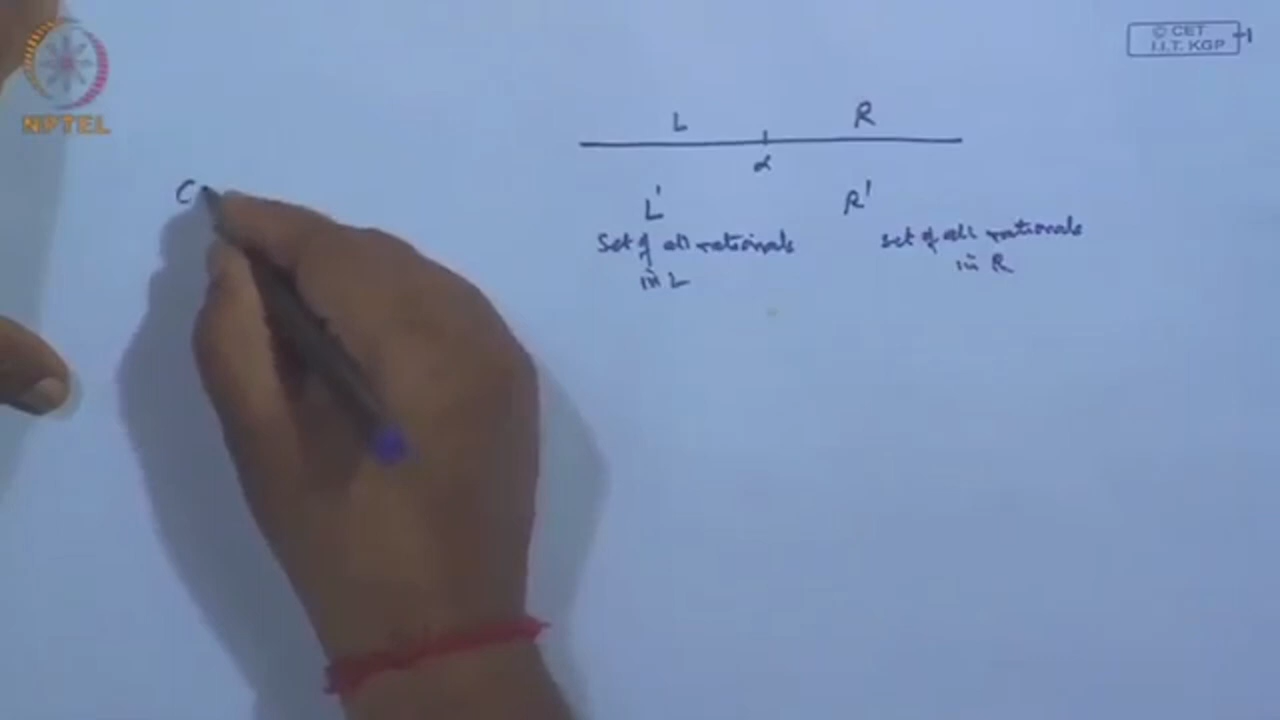 NPTEL
© CET
I.I.T. KGP
L R
α
L' R'
Set of all rationals
in L
set of all rationals
in R
C